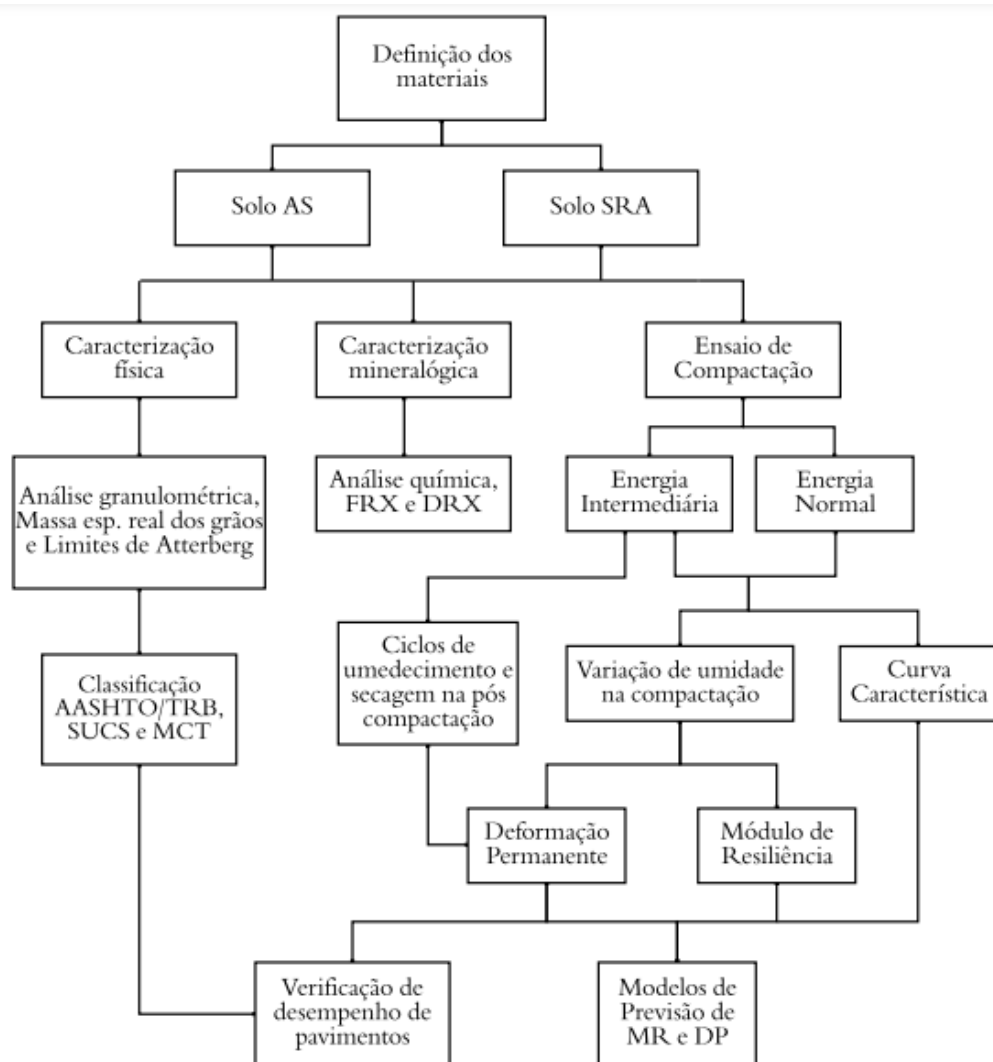 Definição dos
materiais
Solo AS
Solo SRA
Caracterização
física
Caracterização
mineralógica
Ensaio de
Compactação
Análise granulométrica,
Massa esp. real dos grãos
e Limites de Atterberg
Análise química,
FRX e DRX
Energia
Intermediária
Energia
Normal
Classificação
AASHTO/TRB,
SUCS e MCT
Ciclos de
umedecimento e
secagem na pós
compactação
Variação de umidade
na compactação
Curva
Característica
Deformação
Permanente
Módulo de
Resiliência
Verificação de
desempenho de
pavimentos
Modelos de
Previsão de
MR e DP